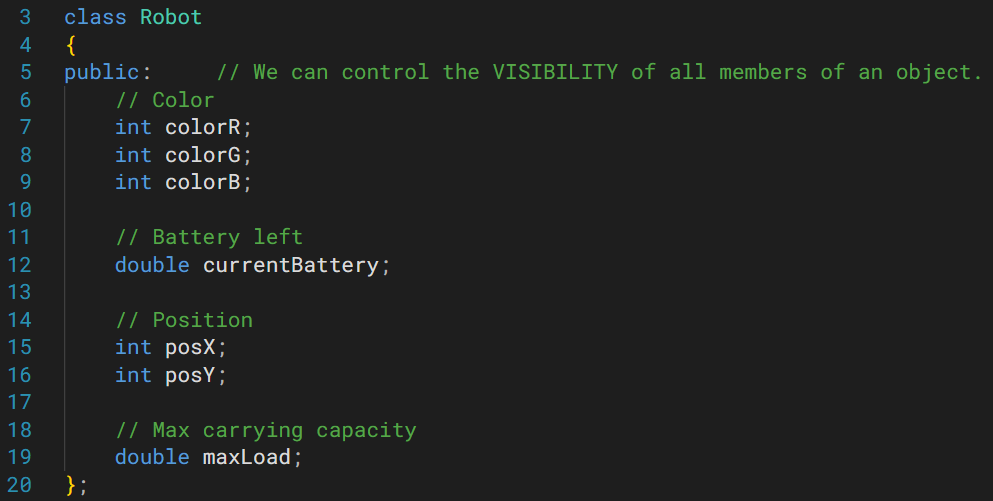 3 class Robot
4 {
5 public: // We can control the VISIBILITY of all members of an object.
6 // Color
7 int colorR;
8 int colorG;
9 int colorB;
10
11 // Battery left
12 double currentBattery;
13
14 // Position
15 int posX;
16 int posY;
17
18 // Max carrying capacity
19 double maxLoad;
20 };